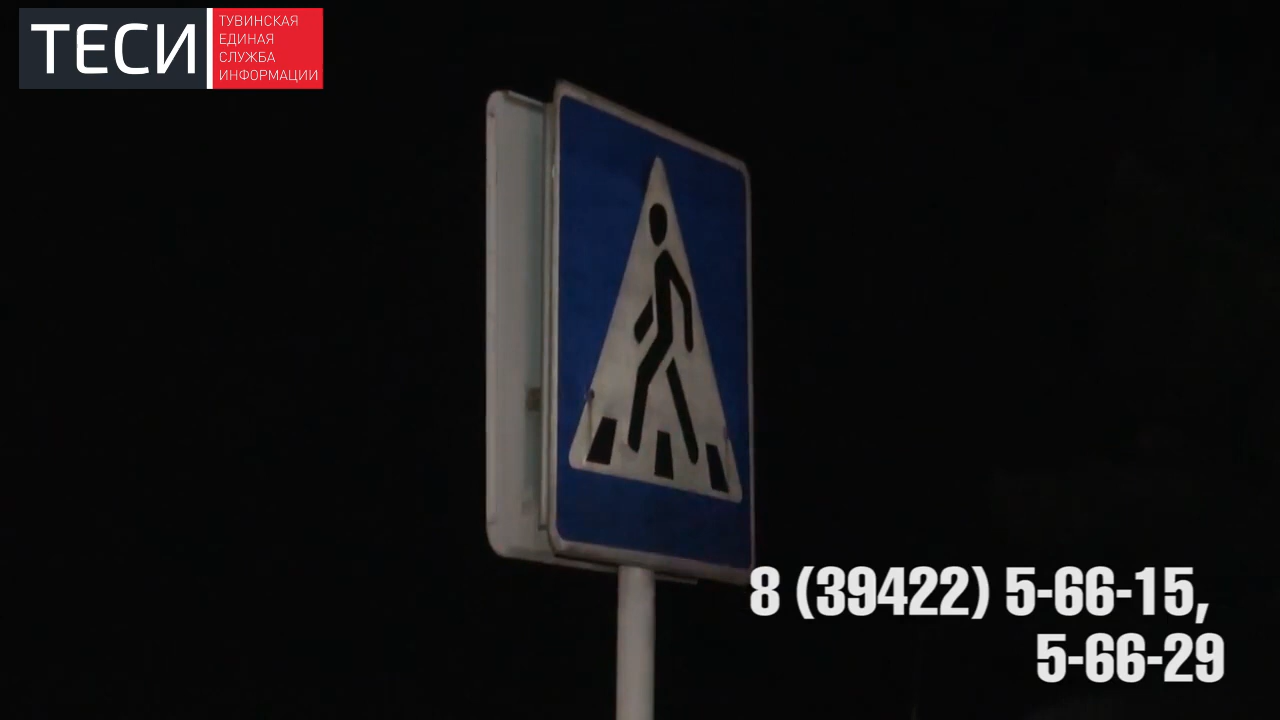 ТЕСИ
ТУВИНСКАЯ
ЕДИНАЯ
СЛУЖБА
ИНФОРМАЦИИ
8 (39422) 5-66-15,
5-66-29